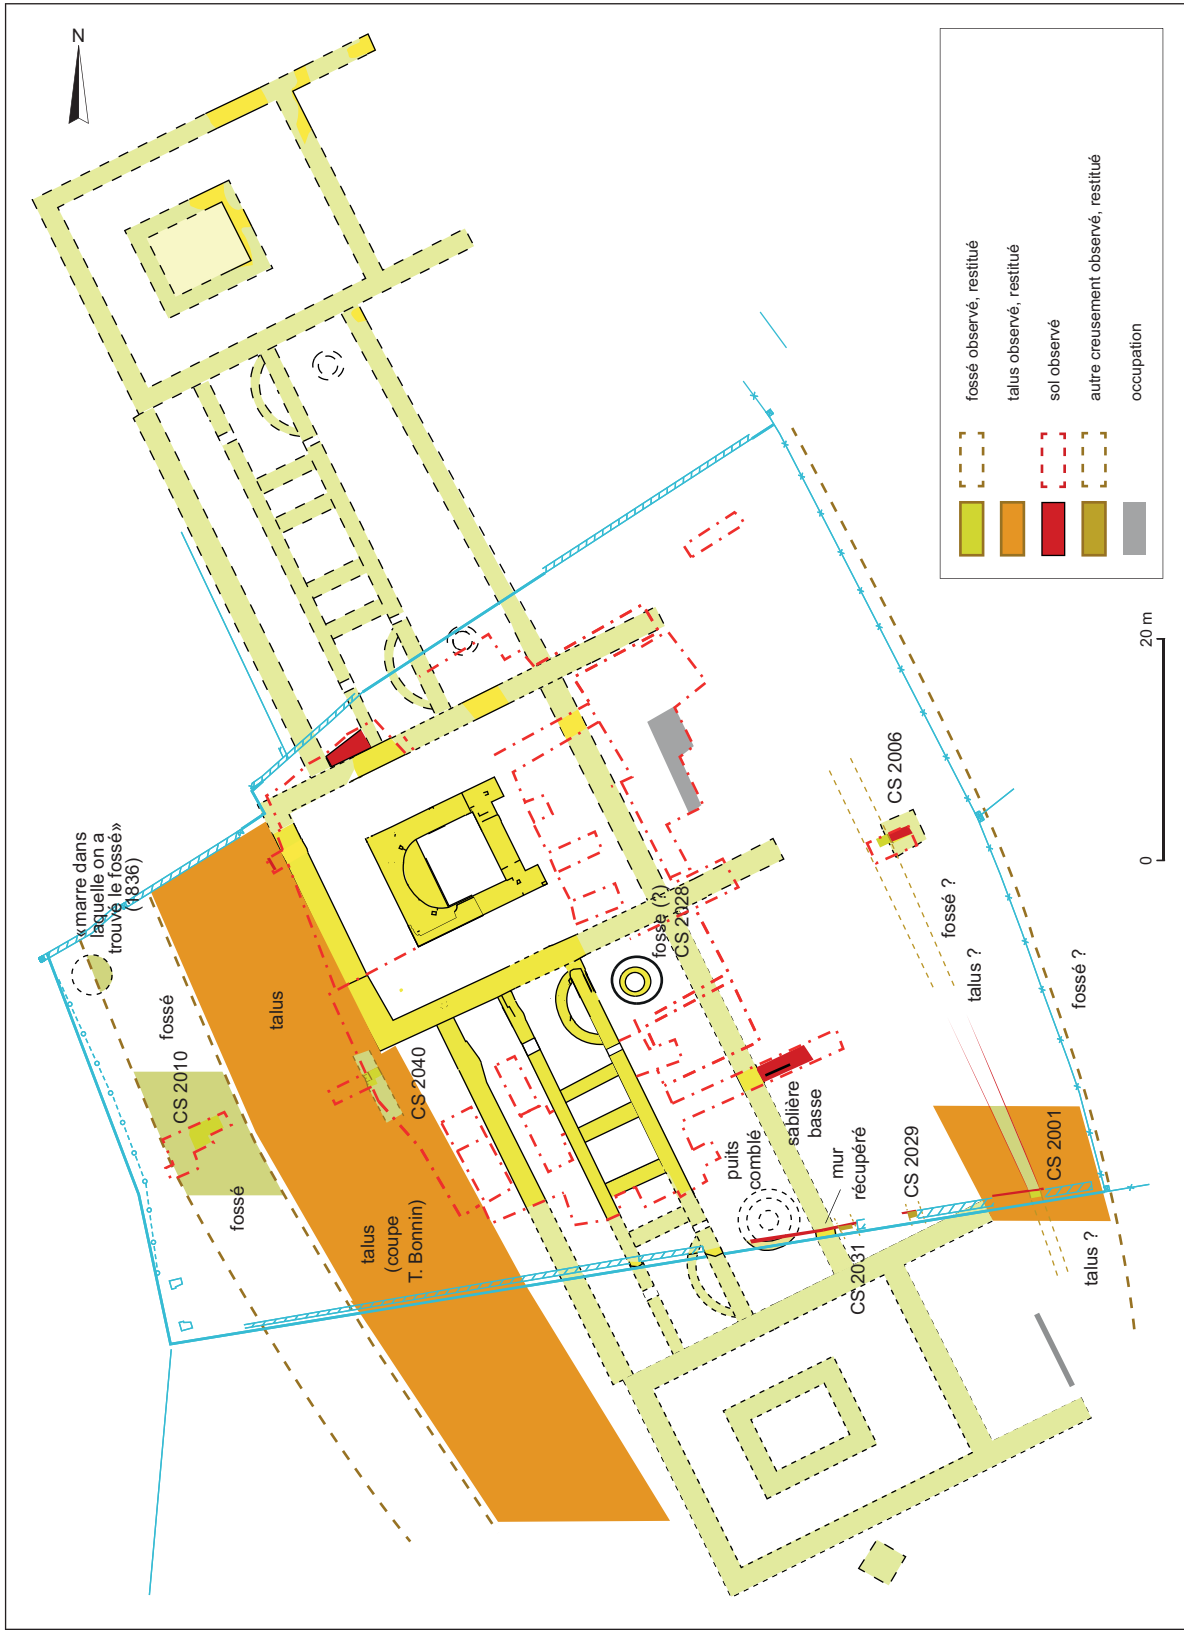 N
«marre dans
laquelle on a
trouvé le fossé»
(1836)
fossé
CS 2010
fossé
talus
CS 2040
talus
(coupe
T. Bonnin)
fosse (?)
CS 2028
puits
comblé
sablière
basse
mur
récupéré
CS 2031
CS 2029
CS 2006
fossé ?
talus ?
fossé ?
CS 2001
talus ?
0
20 m
fossé observé, restitué
talus observé, restitué
sol observé
autre creusement observé, restitué
occupation